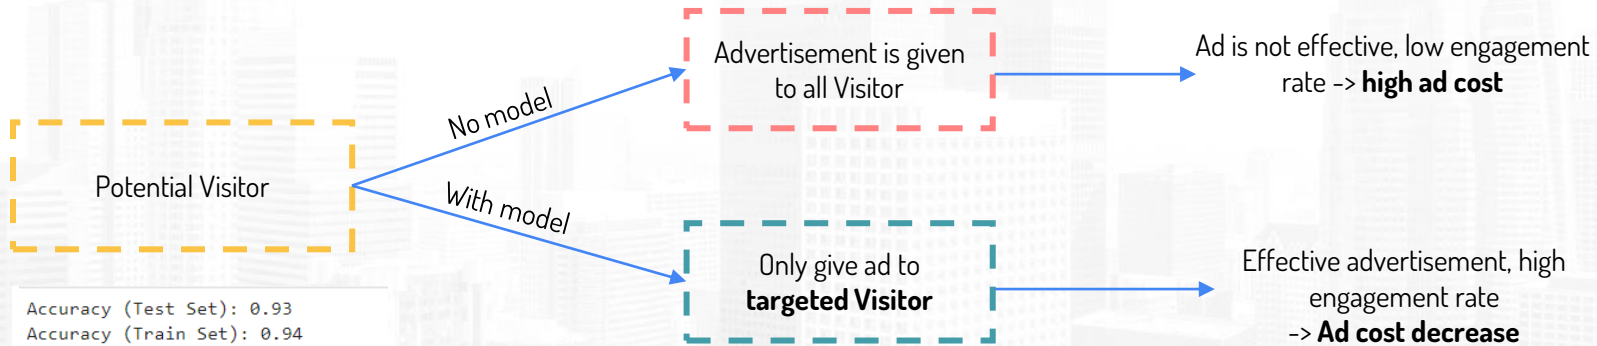 Potential Visitor
Accuracy (Test Set): 0.93
Accuracy (Train Set): 0.94
No model
With model
Advertisement is given
to all Visitor
Only give ad to
targeted Visitor
Ad is not effective, low engagement
rate -> high ad cost
Effective advertisement, high
engagement rate
-> Ad cost decrease